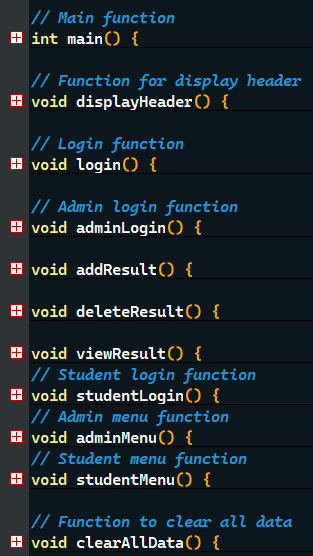 // Main function
int main() {
// Function for display header
void displayHeader() {
// Login function
void login() {
// Admin login function
void adminLogin() {
void addResult() {
void deleteResult() {
void viewResult() {
// Student login function
void studentLogin() {
// Admin menu function
void adminMenu() {
// Student menu function
void studentMenu() {
// Function to clear all data
void clearAllData() {